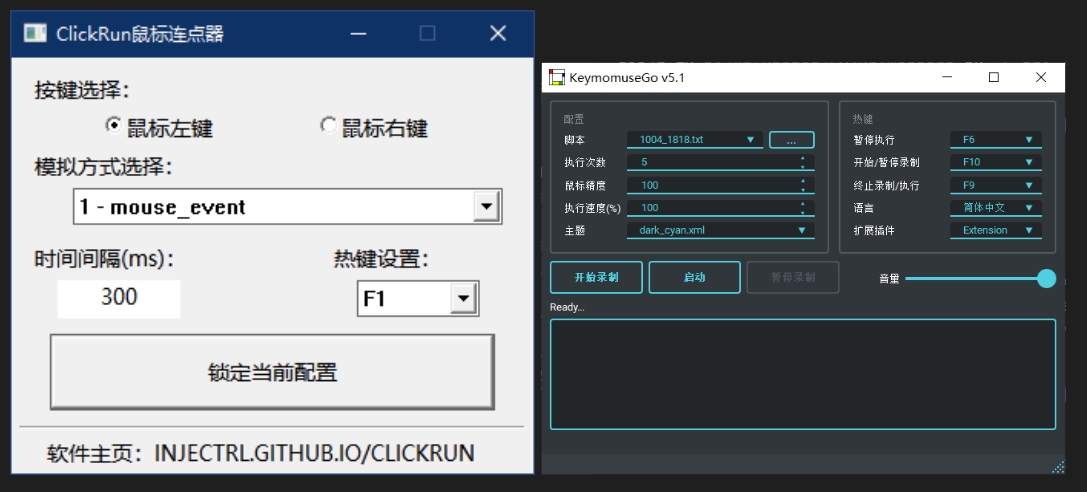 ClickRun鼠标连点器
按键选择：
鼠标左键 鼠标右键
模拟方式选择：
1 - mouse_event
时间间隔(ms)： 热键设置：
300 F1
锁定当前配置
软件主页：INJECTRL.GITHUB.IO/CLICKRUN
KeymomuseGo v5.1
配置
脚本 1004_1818.txt ...
执行次数 5
鼠标精度 100
执行速度(%) 100
主题 dark_cyan.xml
热键
暂停执行 F6
开始/暂停录制 F10
终止录制/执行 F9
语言 简体中文
扩展插件 Extension
开始录制 启动 暂停录制 音量
Ready...